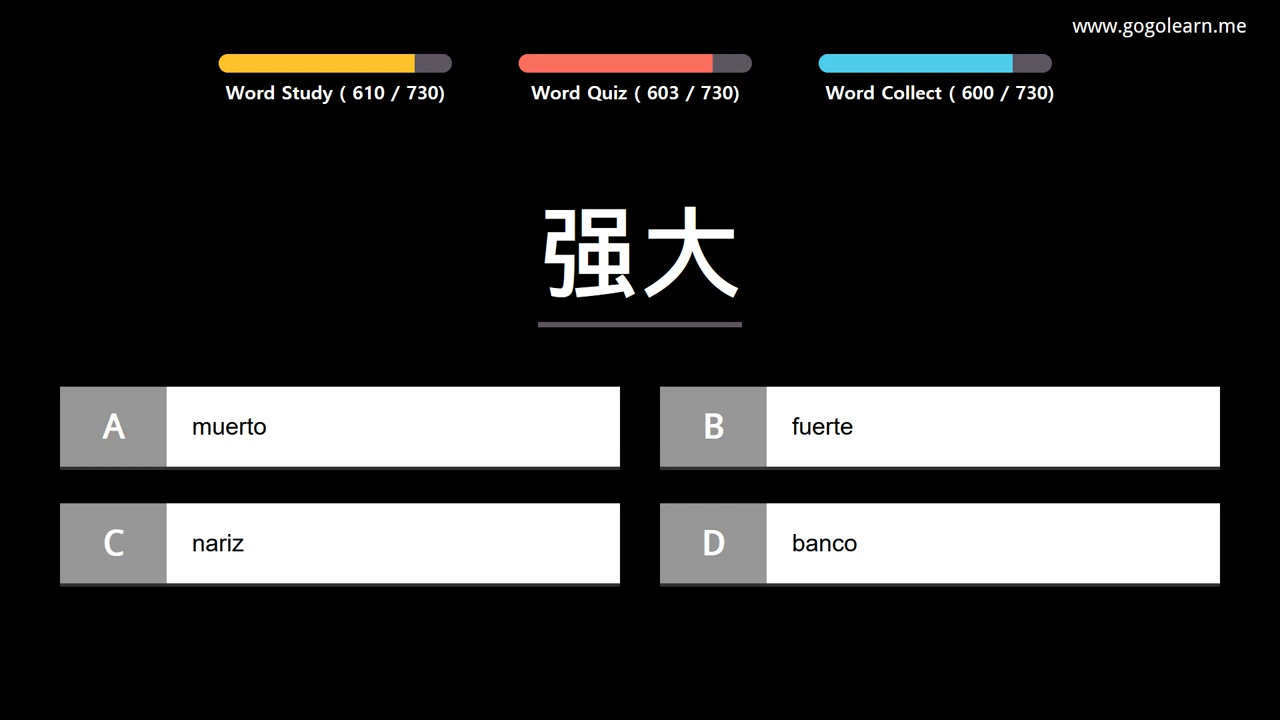 www.gogolearn.me
Word Study ( 610 / 730)
Word Quiz ( 603 / 730)
Word Collect ( 600 / 730)
强大
A muerto
B fuerte
C nariz
D banco